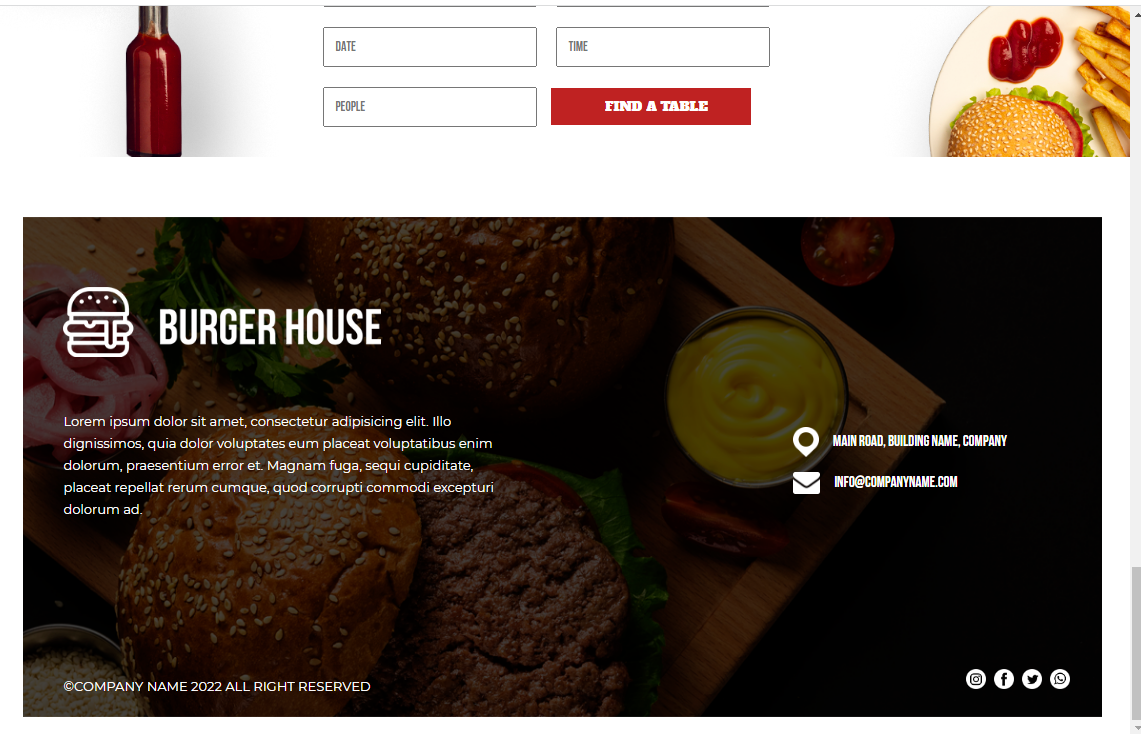 DATE
TIME
PEOPLE
FIND A TABLE
BURGER HOUSE
Lorem ipsum dolor sit amet, consectetur adipisicing elit. Illo
dignissimos, quia dolor voluptates eum placeat voluptatibus enim
dolorum, praesentium error et. Magnam fuga, sequi cupiditate,
placeat repellat rerum cumque, quod corrupti commodi excepturi
dolorum ad.
MAIN ROAD, BUILDING NAME, COMPANY
INFO@COMPANYNAME.COM
©COMPANY NAME 2022 ALL RIGHT RESERVED